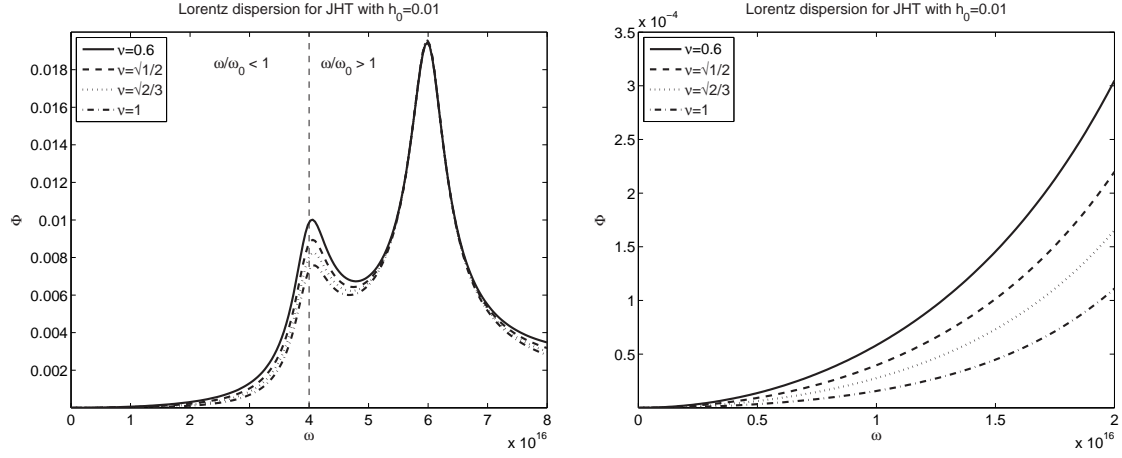 Lorentz dispersion for JHT with h_0=0.01
ν=0.6
ν=√1/2
ν=√2/3
ν=1
ω/ω_0 < 1
ω/ω_0 > 1
0.018
0.016
0.014
0.012
0.01
0.008
0.006
0.004
0.002
Φ
0 1 2 3 4 5 6 7 8
ω
x 10^16
Lorentz dispersion for JHT with h_0=0.01
x 10^-4
ν=0.6
ν=√1/2
ν=√2/3
ν=1
3.5
3
2.5
2
1.5
1
0.5
Φ
0 0.5 1 1.5 2
ω
x 10^16